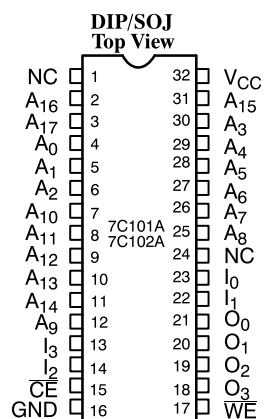 DIP/SOJ
Top View
NC 1 32 VCC
A16 2 31 A15
A17 3 30 A3
A0 4 29 A4
A1 5 28 A5
A2 6 27 A6
A10 7 26 A7
A11 8 7C101A 25 A8
A12 9 7C102A 24 NC
A13 10 23 I0
A14 11 22 I1
A9 12 21 O0
I3 13 20 O1
I2 14 19 O2
C̅E̅ 15 18 O3
GND 16 17 W̅E̅